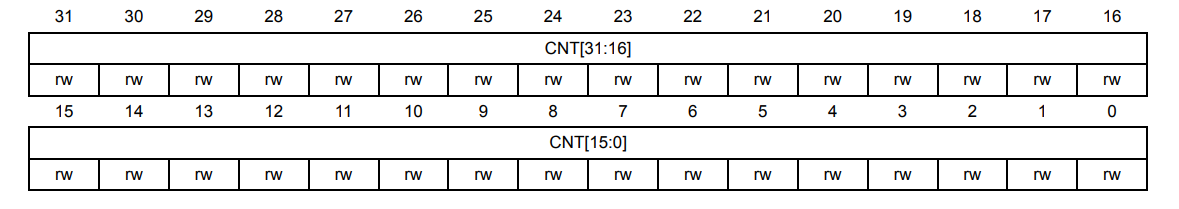 31 30 29 28 27 26 25 24 23 22 21 20 19 18 17 16
CNT[31:16]
rw rw rw rw rw rw rw rw rw rw rw rw rw rw rw rw
15 14 13 12 11 10 9 8 7 6 5 4 3 2 1 0
CNT[15:0]
rw rw rw rw rw rw rw rw rw rw rw rw rw rw rw rw